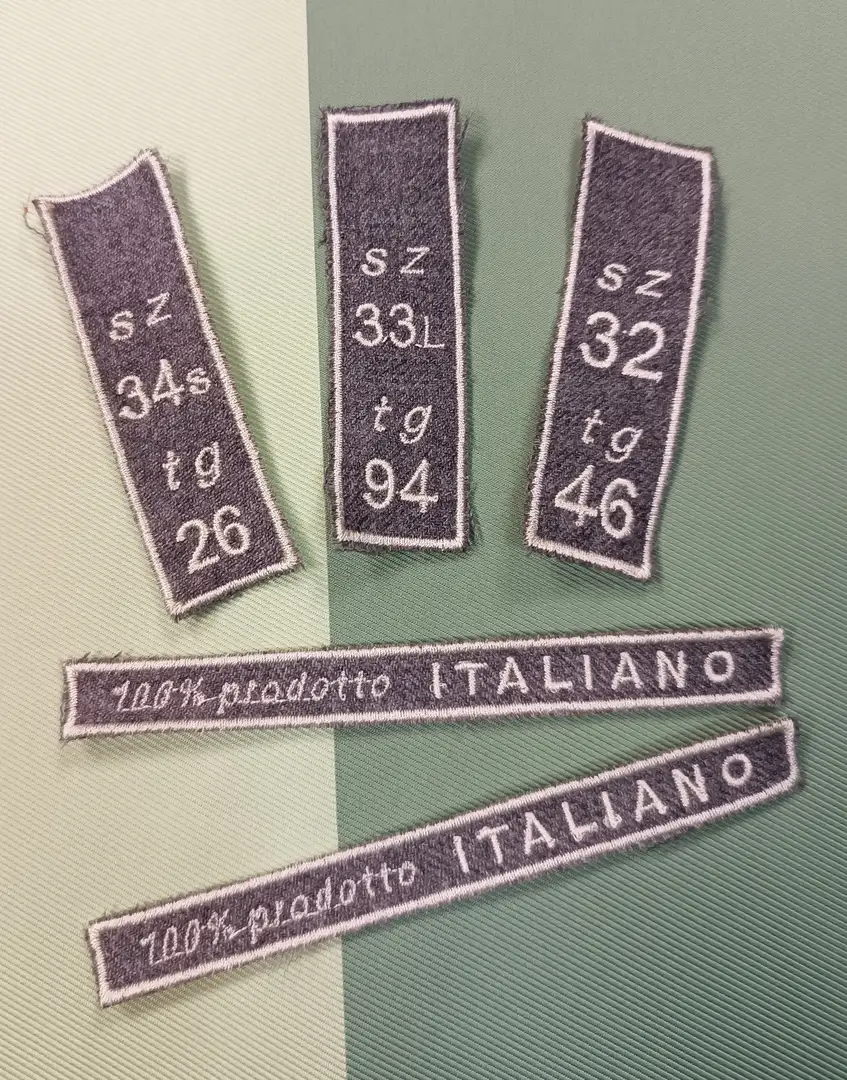 sz
34s
tg
26
sz
33L
tg
94
sz
32
tg
46
100% prodotto ITALIANO
100% prodotto ITALIANO